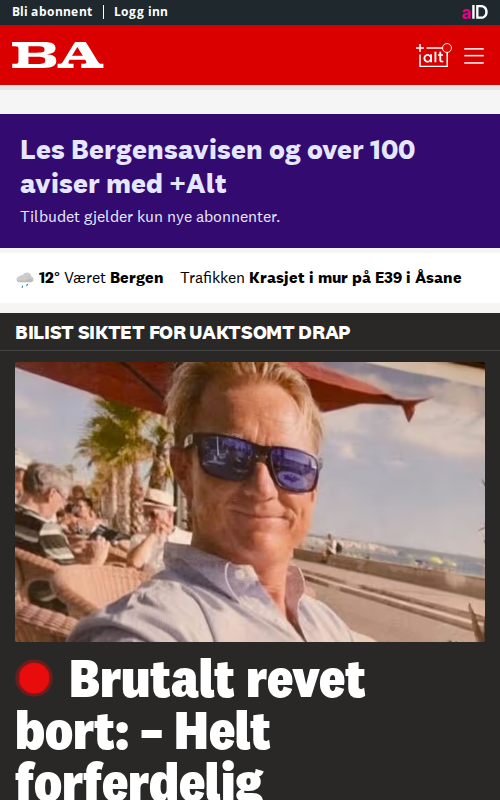 Bli abonnent | Logg inn
aID
BA
+alt
Les Bergensavisen og over 100
aviser med +Alt
Tilbudet gjelder kun nye abonnenter.
12° Været Bergen Trafikken Krasjet i mur på E39 i Åsane
BILIST SIKTET FOR UAKTSOMT DRAP
Brutalt revet
bort: – Helt
forferdelig